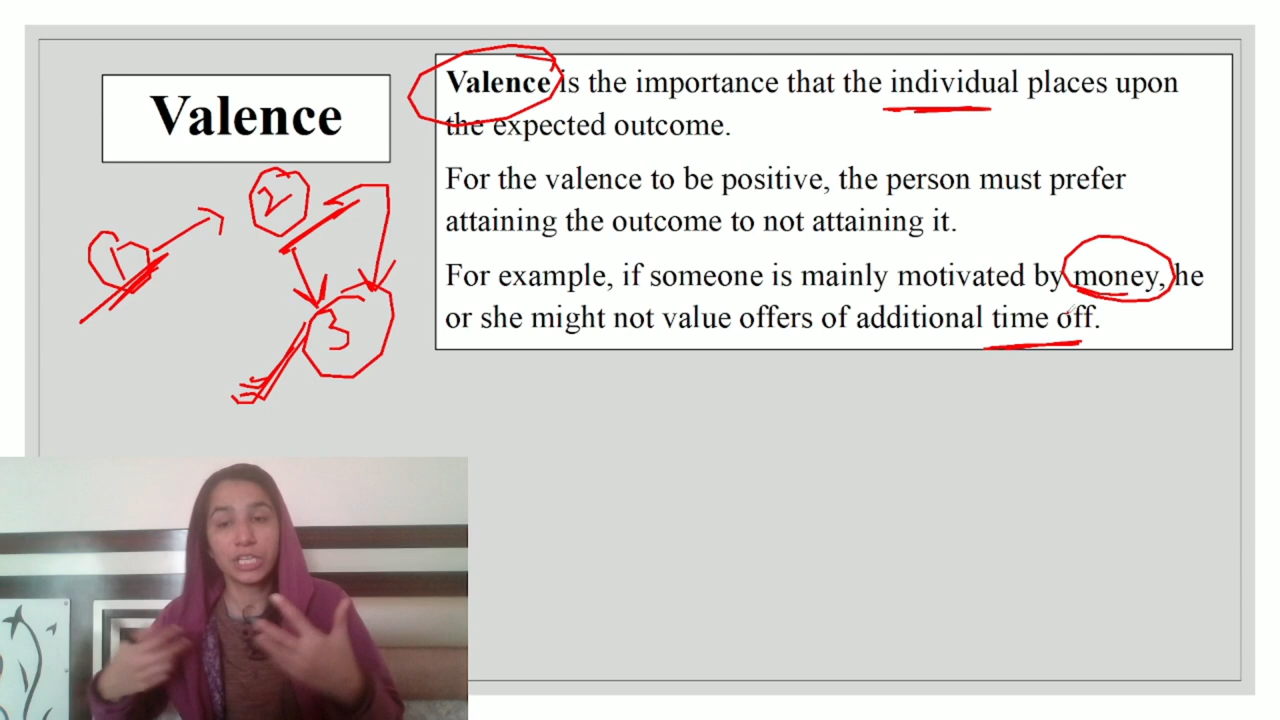 Valence
Valence is the importance that the individual places upon
the expected outcome.
For the valence to be positive, the person must prefer
attaining the outcome to not attaining it.
For example, if someone is mainly motivated by money, he
or she might not value offers of additional time off.
1
2
3